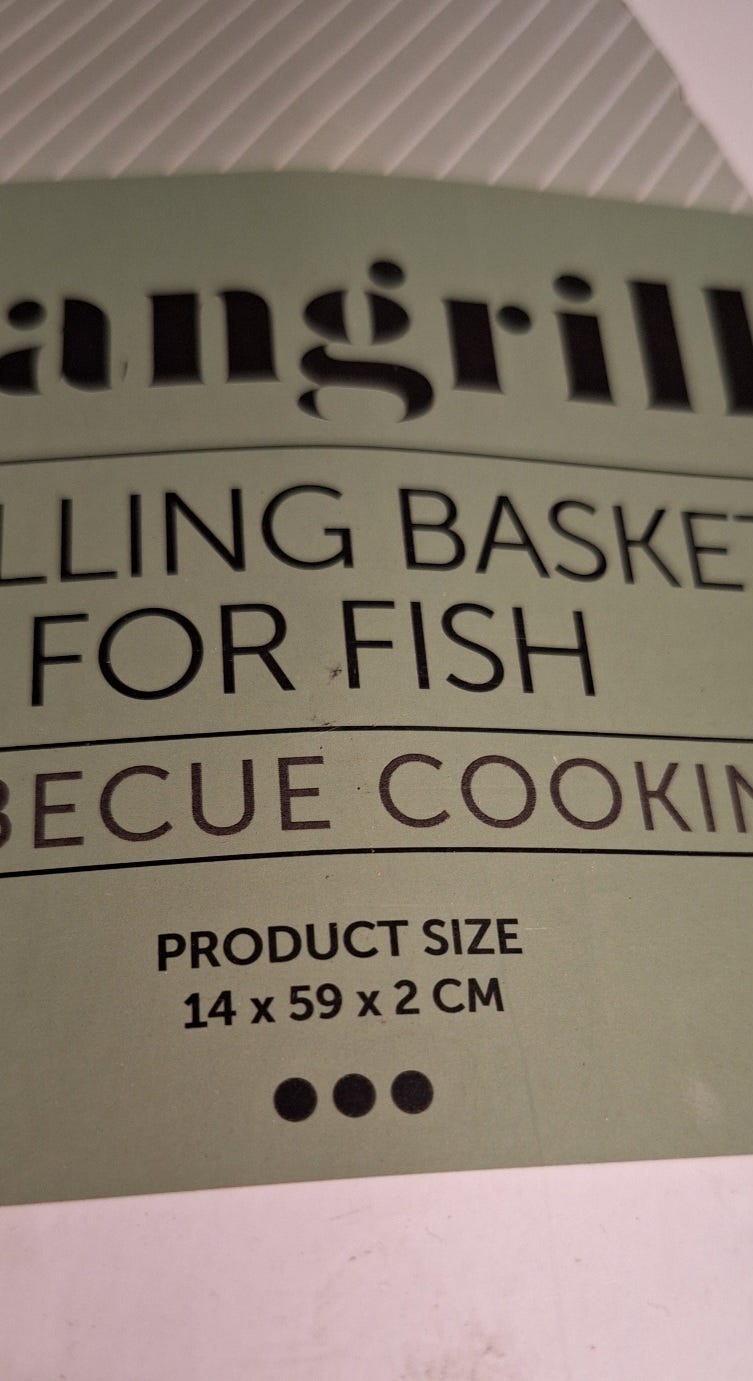 angrill
LLING BASKET
FOR FISH
BECUE COOKIN
PRODUCT SIZE
14 x 59 x 2 CM